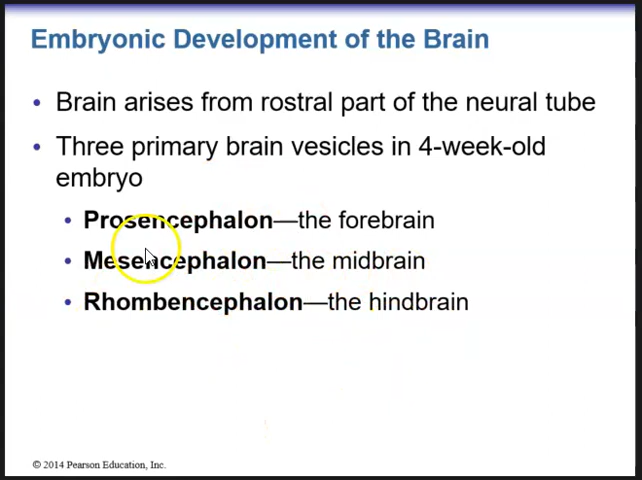 Embryonic Development of the Brain
• Brain arises from rostral part of the neural tube
• Three primary brain vesicles in 4-week-old
embryo
• Prosencephalon—the forebrain
• Mesencephalon—the midbrain
• Rhombencephalon—the hindbrain
© 2014 Pearson Education, Inc.